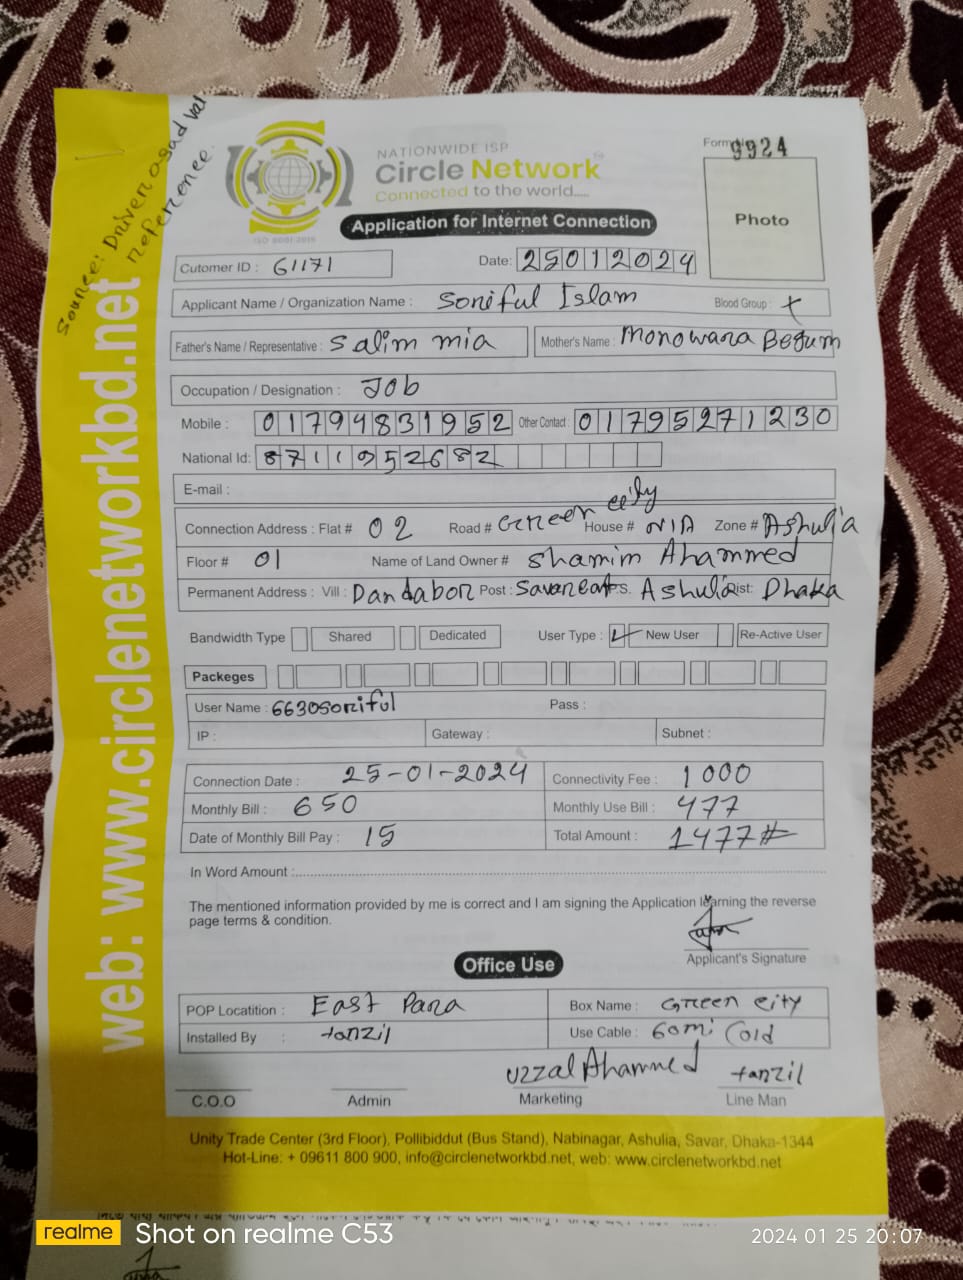 Source: Driver asad vai
Reference.
NATIONWIDE ISP
Circle Network
Connected to the world.....
ISO 9001:2015
Form 9924
Application for Internet Connection
Photo
Cutomer ID : 61171
Date: 25012024
Applicant Name / Organization Name : Soriful Islam Blood Group : +
Father's Name / Representative : Salim mia Mother's Name : Monowara Begum
Occupation / Designation : Job
Mobile : 01794831952 Other Contact : 01795271230
National Id: 8711952682
E-mail :
Connection Address : Flat # 02 Road # Green city House # N/A Zone # Ashulia
Floor # 01 Name of Land Owner # Shamim Ahammed
Permanent Address : Vill : Dandabor Post : P.S. Ashulia Dist: Dhaka
Bandwidth Type Shared Dedicated User Type : New User Re-Active User
Packeges
User Name : 6630soriful Pass :
IP : Gateway : Subnet :
Connection Date : 25-01-2024 Connectivity Fee : 1000
Monthly Bill : 650 Monthly Use Bill : 477
Date of Monthly Bill Pay : 15 Total Amount : 1477#
In Word Amount :
The mentioned information provided by me is correct and I am signing the Application learning the reverse
page terms & condition.
Applicant's Signature
Office Use
POP Locatition : East Para Box Name : Green city
Installed By : tanzil Use Cable : 60mi Cold
Uzzal Ahammed tanzil
C.O.O Admin Marketing Line Man
Unity Trade Center (3rd Floor), Pollibiddut (Bus Stand), Nabinagar, Ashulia, Savar, Dhaka-1344
Hot-Line: + 09611 800 900, info@circlenetworkbd.net, web: www.circlenetworkbd.net
web: www.circlenetworkbd.net
realme Shot on realme C53
2024 01 25 20:07